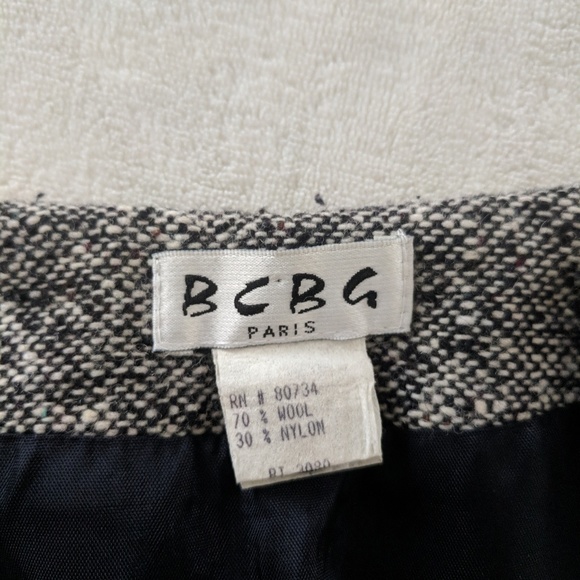 BCBG
PARIS
RN # 80734
70 % WOOL
30 % NYLON